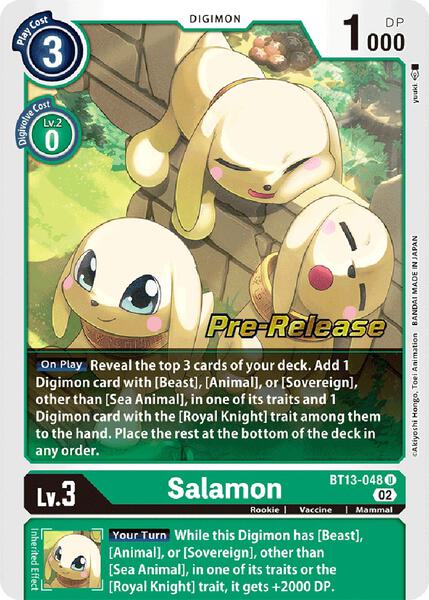 Play Cost
3
DIGIMON
DP
1000
Digivolve Cost
Lv.2
0
yuuki
Pre-Release
On Play Reveal the top 3 cards of your deck. Add 1
Digimon card with [Beast], [Animal], or [Sovereign],
other than [Sea Animal], in one of its traits and 1
Digimon card with the [Royal Knight] trait among them
to the hand. Place the rest at the bottom of the deck in
any order.
©Akiyoshi Hongo, Toei Animation BANDAI MADE IN JAPAN
Lv.3
Salamon
BT13-048 U
02
Rookie | Vaccine | Mammal
Inherited Effect
Your Turn While this Digimon has [Beast],
[Animal], or [Sovereign], other than
[Sea Animal], in one of its traits or the
[Royal Knight] trait, it gets +2000 DP.